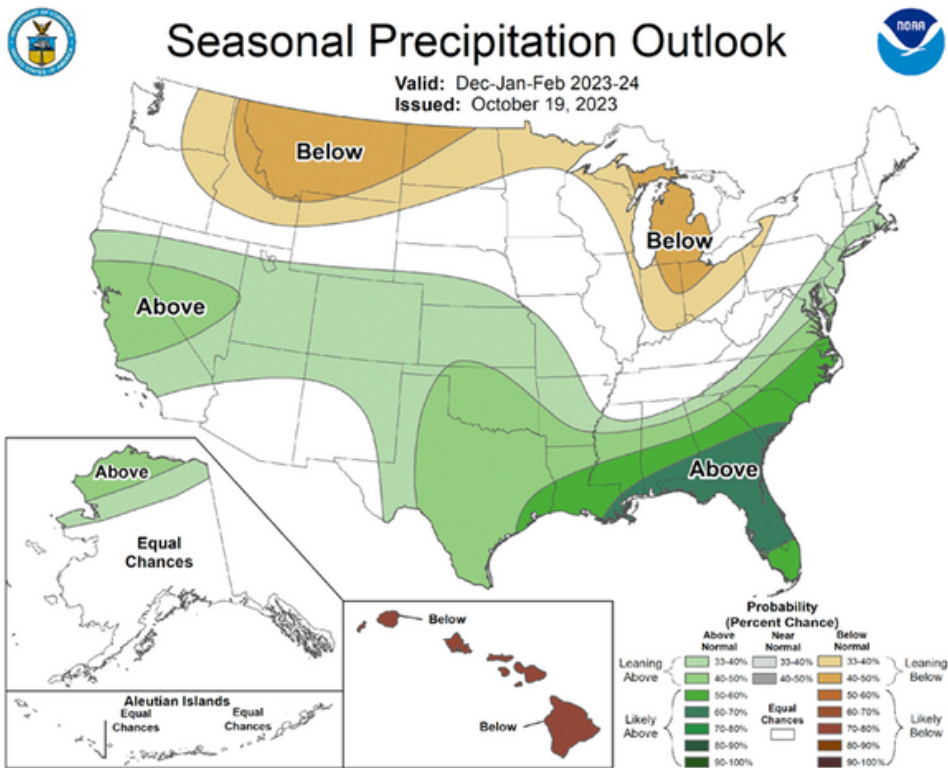 NOAA
Seasonal Precipitation Outlook
Valid: Dec-Jan-Feb 2023-24
Issued: October 19, 2023
Below
Below
Above
Above
Above
Equal
Chances
Aleutian Islands
Equal
Chances
Equal
Chances
Below
Below
Probability
(Percent Chance)
Above
Normal
Near
Normal
Below
Normal
Leaning
Above
33-40%
33-40%
33-40%
Leaning
Below
40-50%
40-50%
40-50%
Likely
Above
50-60%
60-70%
70-80%
80-90%
90-100%
Equal
Chances
50-60%
60-70%
70-80%
80-90%
90-100%
Likely
Below